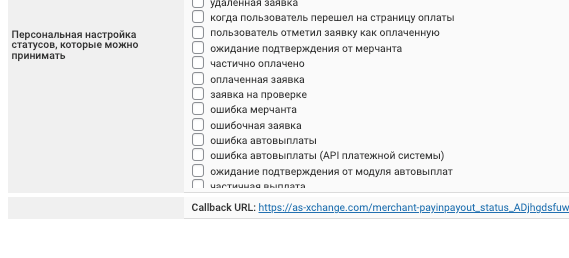 удаленная заявка
когда пользователь перешел на страницу оплаты
Персональная настройка
статусов, которые можно
принимать
пользователь отметил заявку как оплаченную
ожидание подтверждения от мерчанта
частично оплачено
оплаченная заявка
заявка на проверке
ошибка мерчанта
ошибочная заявка
ошибка автовыплаты
ошибка автовыплаты (API платежной системы)
ожидание подтверждения от модуля автовыплат
частичная выплата
Callback URL: https://as-xchange.com/merchant-payinpayout_status_ADjhgdsfuw